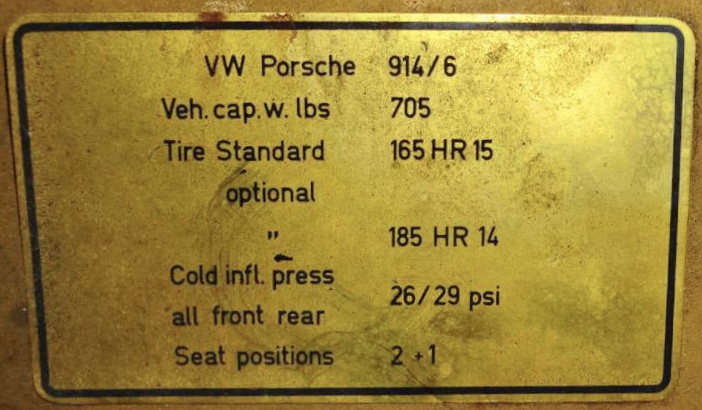 VW Porsche 914/6
Veh. cap. w. lbs 705
Tire Standard 165 HR 15
optional
" 185 HR 14
Cold infl. press
26/29 psi
all front rear
Seat positions 2 + 1